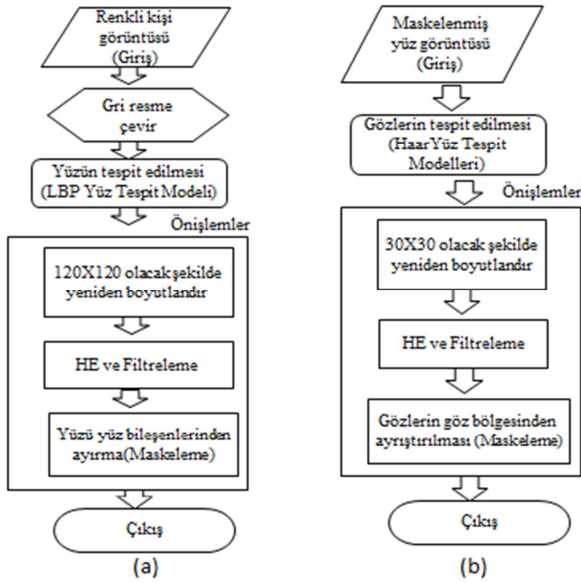 Renkli kişi
görüntüsü
(Giriş)
Gri resme
çevir
Yüzün tespit edilmesi
(LBP Yüz Tespit Modeli)
Önişlemler
120X120 olacak şekilde
yeniden boyutlandır
HE ve Filtreleme
Yüzü yüz bileşenlerinden
ayırma(Maskeleme)
Çıkış
(a)
Maskelenmiş
yüz görüntüsü
(Giriş)
Gözlerin tespit edilmesi
(HaarYüz Tespit
Modelleri)
Önişlemler
30X30 olacak şekilde
yeniden boyutlandır
HE ve Filtreleme
Gözlerin göz bölgesinden
ayrıştırılması (Maskeleme)
Çıkış
(b)